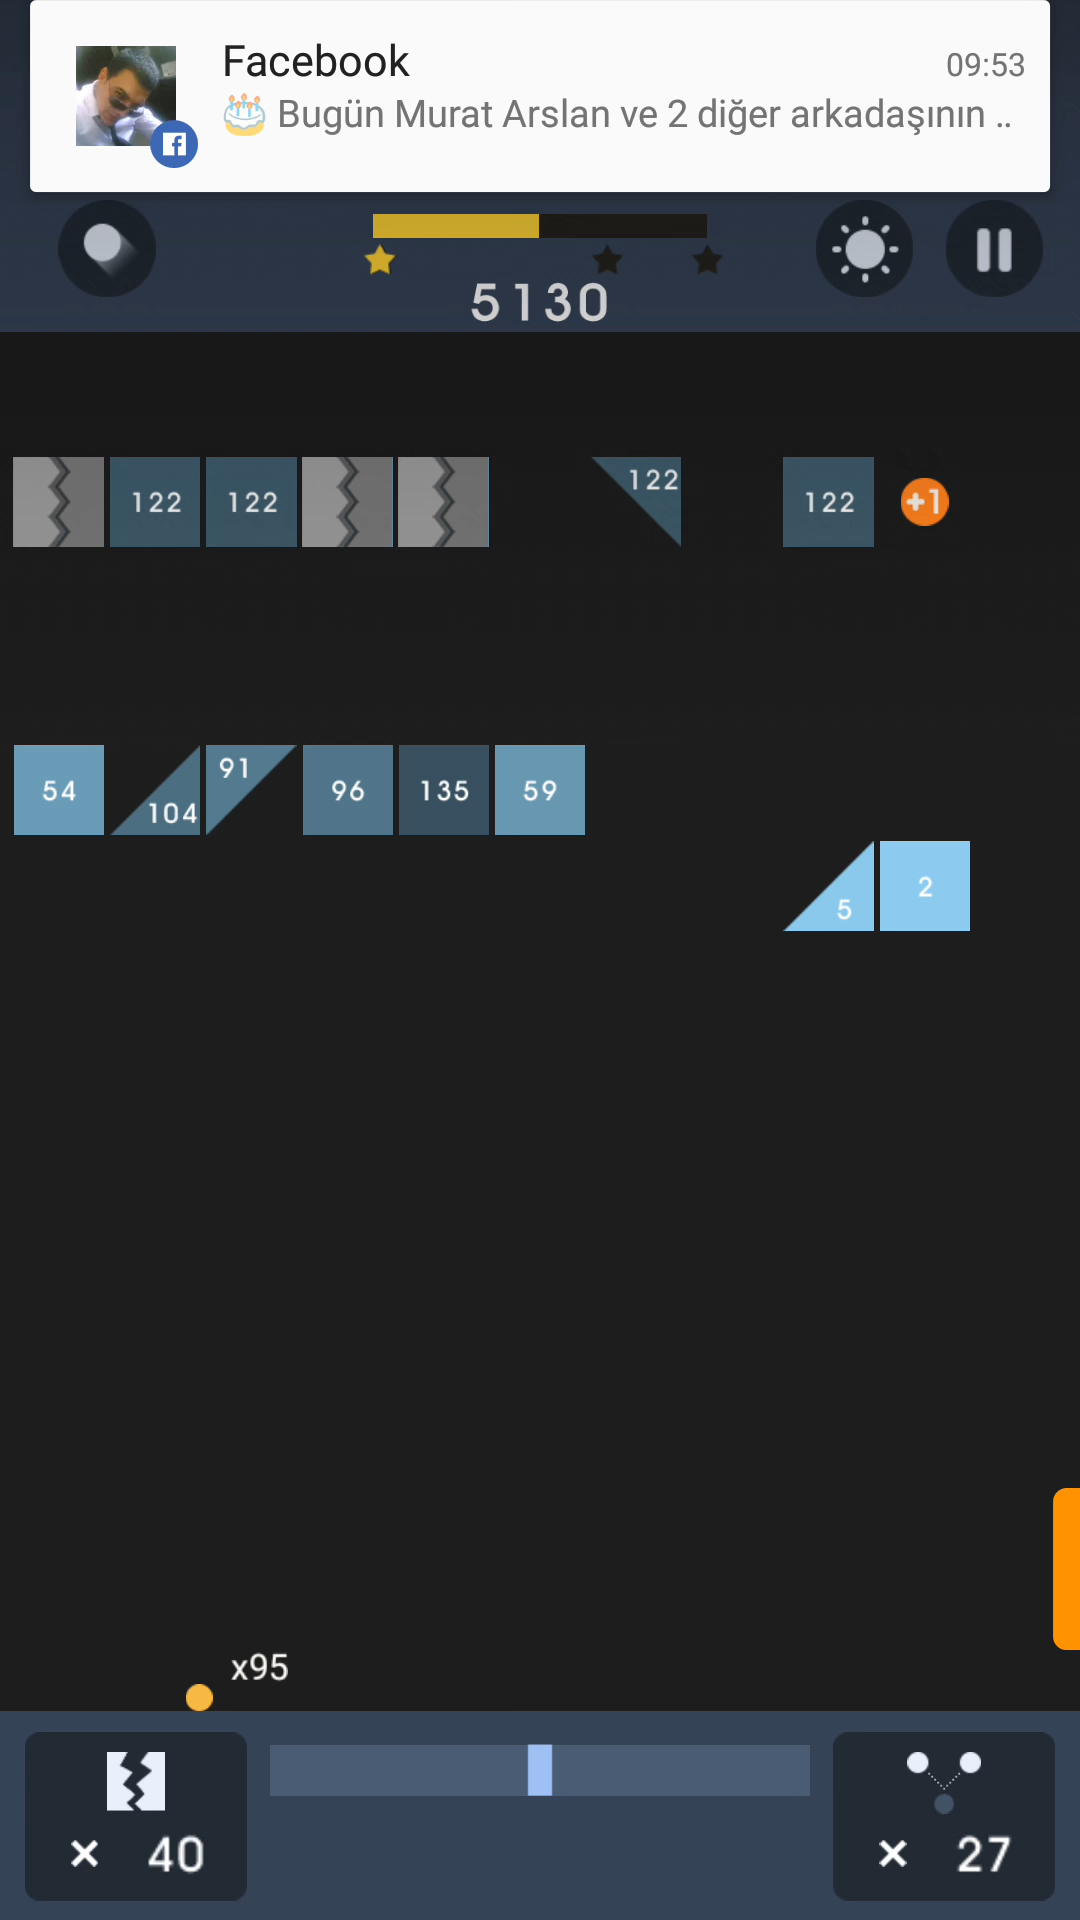 Facebook 09:53
🎂 Bugün Murat Arslan ve 2 diğer arkadaşının ..
5130
122 122 122 122 +1
54 104 91 96 135 59
5 2
x95
× 40 × 27